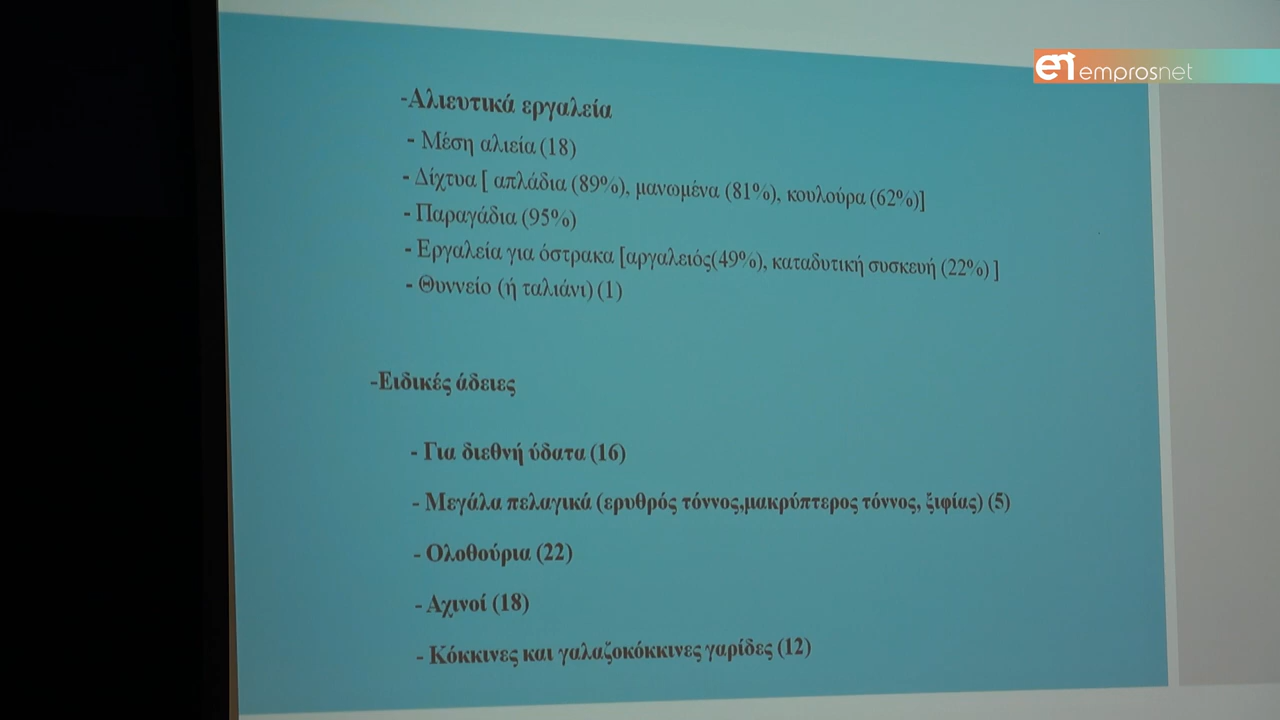 en emprosnet
-Αλιευτικά εργαλεία
- Μέση αλιεία (18)
- Δίχτυα [ απλάδια (89%), μανωμένα (81%), κουλούρα (62%)]
- Παραγάδια (95%)
- Εργαλεία για όστρακα [αργαλειός(49%), καταδυτική συσκευή (22%) ]
- Θυννείο (ή ταλιάνι) (1)
-Ειδικές άδειες
- Για διεθνή ύδατα (16)
- Μεγάλα πελαγικά (ερυθρός τόννος,μακρύπτερος τόννος, ξιφίας) (5)
- Ολοθούρια (22)
- Αχινοί (18)
- Κόκκινες και γαλαζοκόκκινες γαρίδες (12)